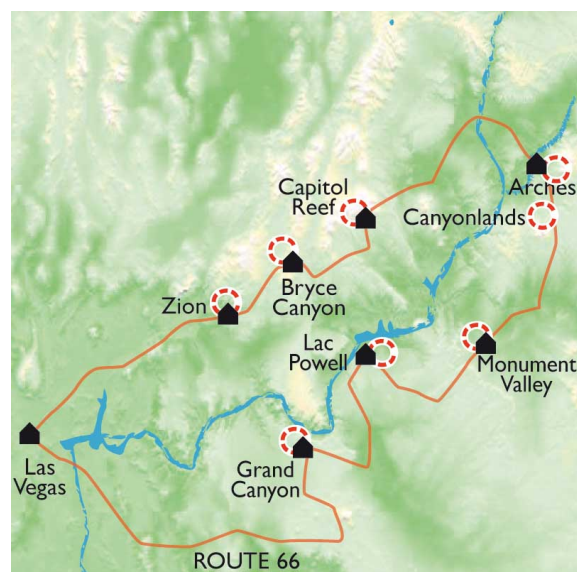 Capitol
Reef
Arches
Canyonlands
Bryce
Canyon
Zion
Lac
Powell
Monument
Valley
Las
Vegas
Grand
Canyon
ROUTE 66